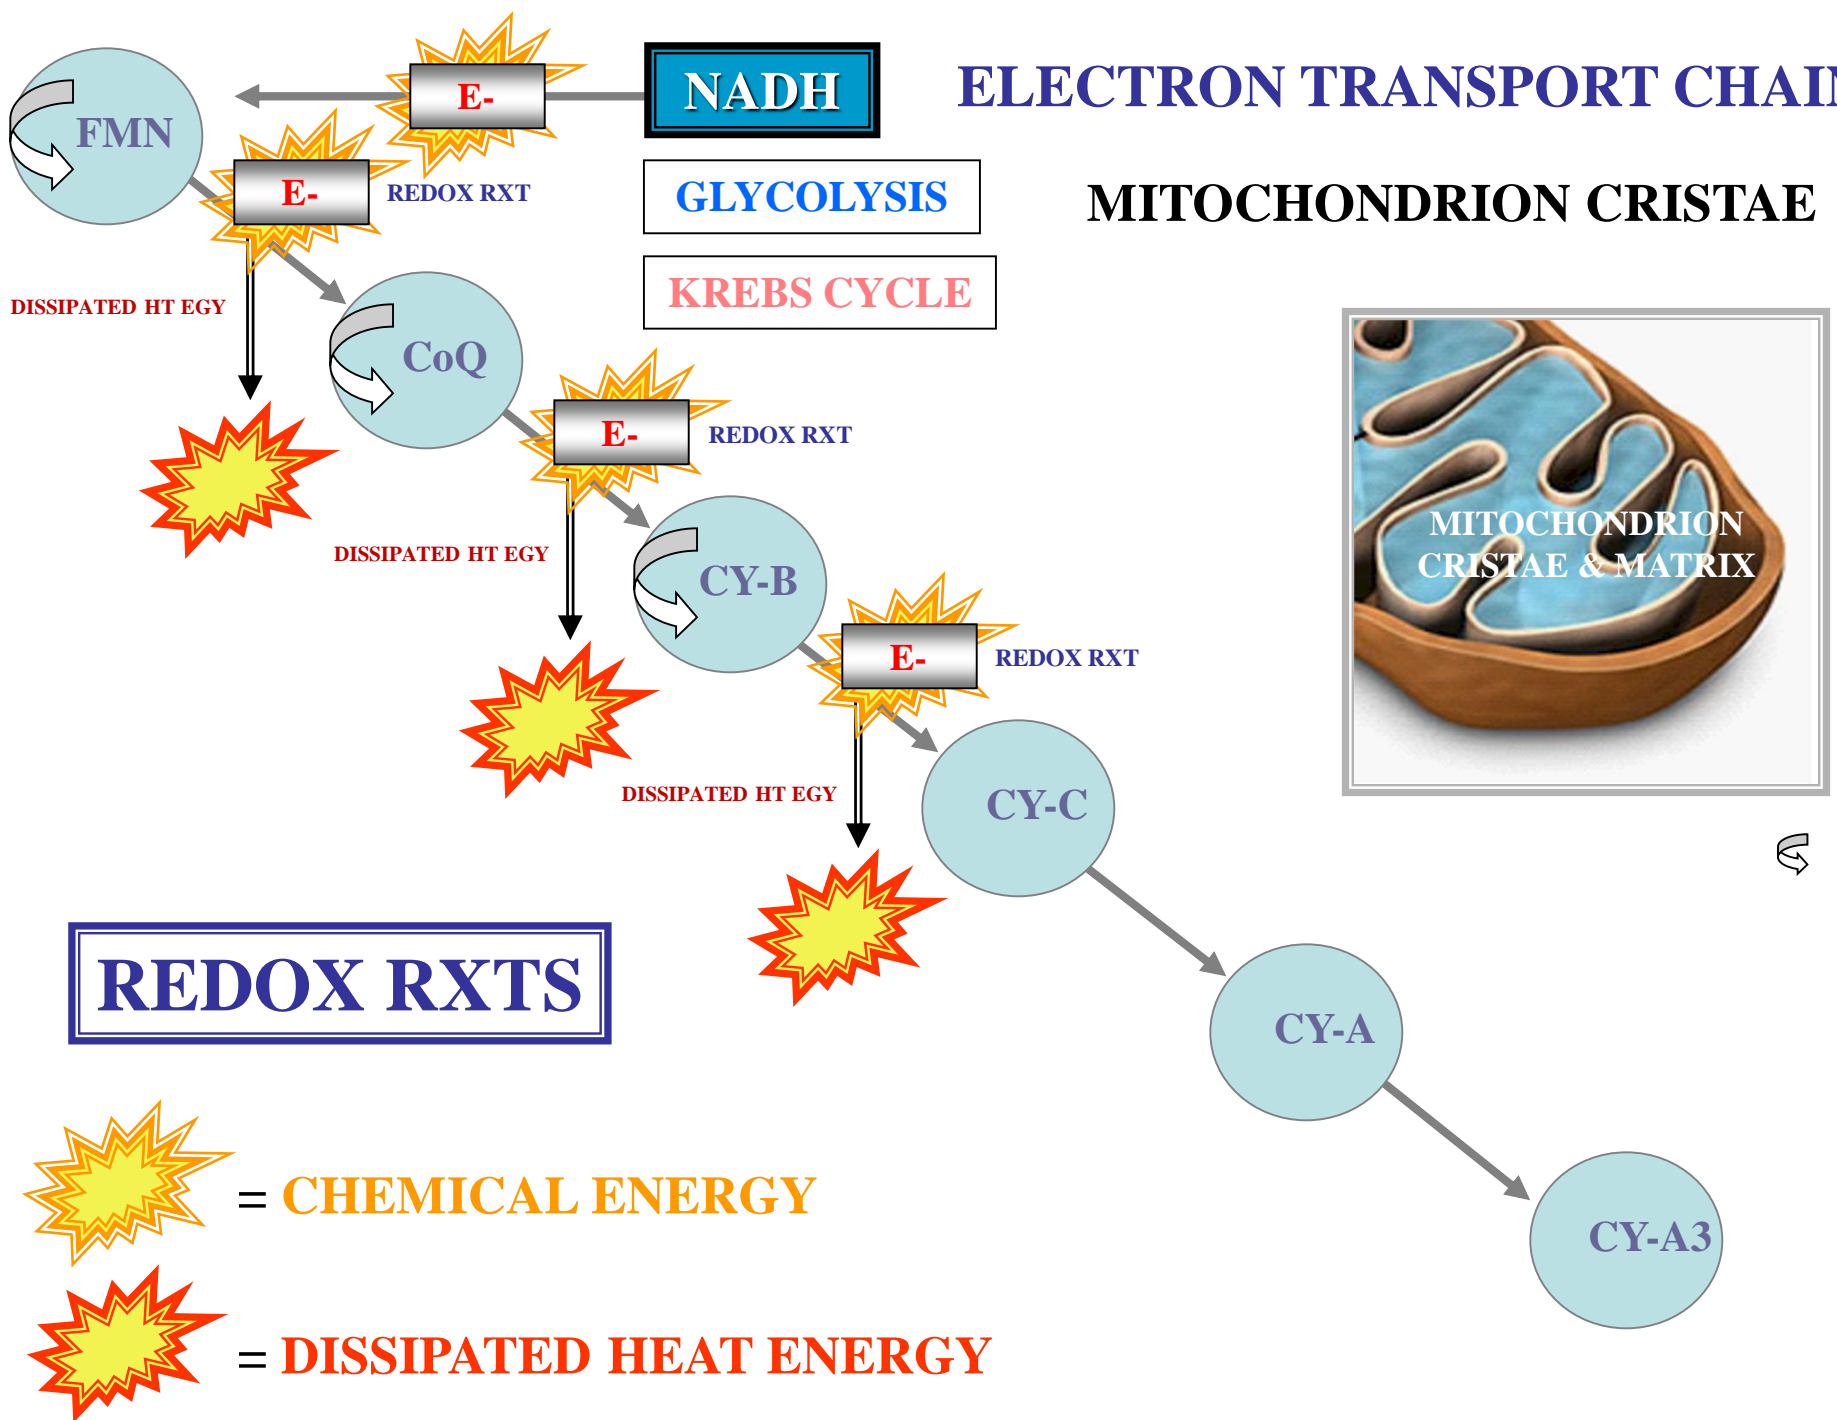 E-
NADH
ELECTRON TRANSPORT CHAIN
FMN
E-
REDOX RXT
GLYCOLYSIS
MITOCHONDRION CRISTAE
KREBS CYCLE
DISSIPATED HT EGY
CoQ
E-
REDOX RXT
MITOCHONDRION
CRISTAE & MATRIX
DISSIPATED HT EGY
CY-B
E-
REDOX RXT
DISSIPATED HT EGY
CY-C
REDOX RXTS
CY-A
= CHEMICAL ENERGY
CY-A3
= DISSIPATED HEAT ENERGY